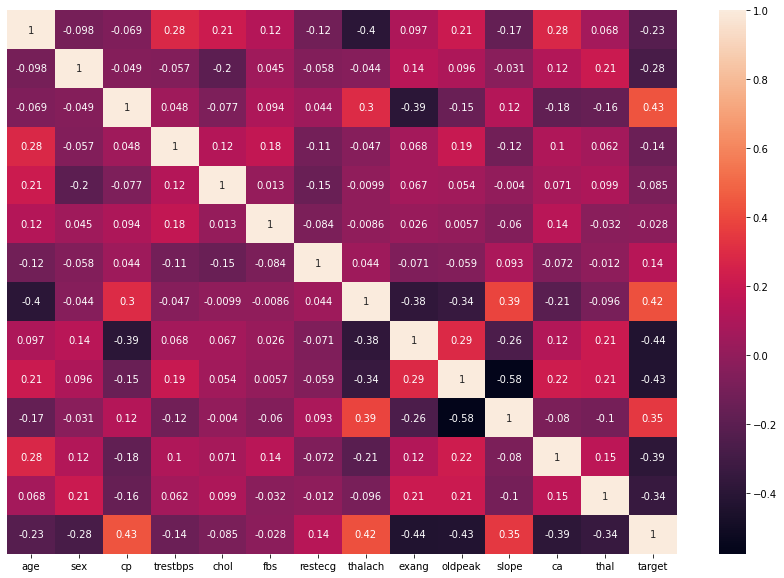 1 -0.098 -0.069 0.28 0.21 0.12 -0.12 -0.4 0.097 0.21 -0.17 0.28 0.068 -0.23
-0.098 1 -0.049 -0.057 -0.2 0.045 -0.058 -0.044 0.14 0.096 -0.031 0.12 0.21 -0.28
-0.069 -0.049 1 0.048 -0.077 0.094 0.044 0.3 -0.39 -0.15 0.12 -0.18 -0.16 0.43
0.28 -0.057 0.048 1 0.12 0.18 -0.11 -0.047 0.068 0.19 -0.12 0.1 0.062 -0.14
0.21 -0.2 -0.077 0.12 1 0.013 -0.15 -0.0099 0.067 0.054 -0.004 0.071 0.099 -0.085
0.12 0.045 0.094 0.18 0.013 1 -0.084 -0.0086 0.026 0.0057 -0.06 0.14 -0.032 -0.028
-0.12 -0.058 0.044 -0.11 -0.15 -0.084 1 0.044 -0.071 -0.059 0.093 -0.072 -0.012 0.14
-0.4 -0.044 0.3 -0.047 -0.0099 -0.0086 0.044 1 -0.38 -0.34 0.39 -0.21 -0.096 0.42
0.097 0.14 -0.39 0.068 0.067 0.026 -0.071 -0.38 1 0.29 -0.26 0.12 0.21 -0.44
0.21 0.096 -0.15 0.19 0.054 0.0057 -0.059 -0.34 0.29 1 -0.58 0.22 0.21 -0.43
-0.17 -0.031 0.12 -0.12 -0.004 -0.06 0.093 0.39 -0.26 -0.58 1 -0.08 -0.1 0.35
0.28 0.12 -0.18 0.1 0.071 0.14 -0.072 -0.21 0.12 0.22 -0.08 1 0.15 -0.39
0.068 0.21 -0.16 0.062 0.099 -0.032 -0.012 -0.096 0.21 0.21 -0.1 0.15 1 -0.34
-0.23 -0.28 0.43 -0.14 -0.085 -0.028 0.14 0.42 -0.44 -0.43 0.35 -0.39 -0.34 1
age sex cp trestbps chol fbs restecg thalach exang oldpeak slope ca thal target
1.0
0.8
0.6
0.4
0.2
0.0
−0.2
−0.4